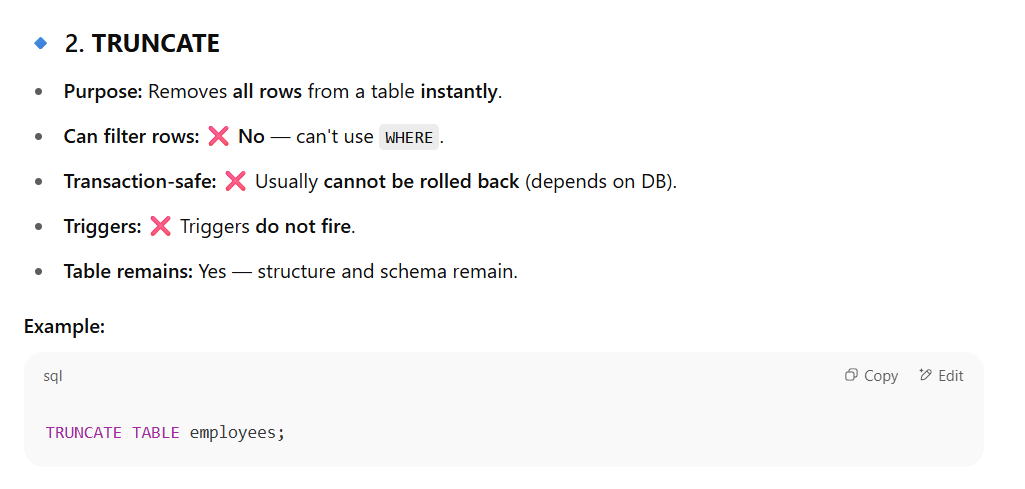 🔹 2. TRUNCATE
• Purpose: Removes all rows from a table instantly.
• Can filter rows: ❌ No — can't use WHERE.
• Transaction-safe: ❌ Usually cannot be rolled back (depends on DB).
• Triggers: ❌ Triggers do not fire.
• Table remains: Yes — structure and schema remain.
Example:
sql Copy Edit
TRUNCATE TABLE employees;